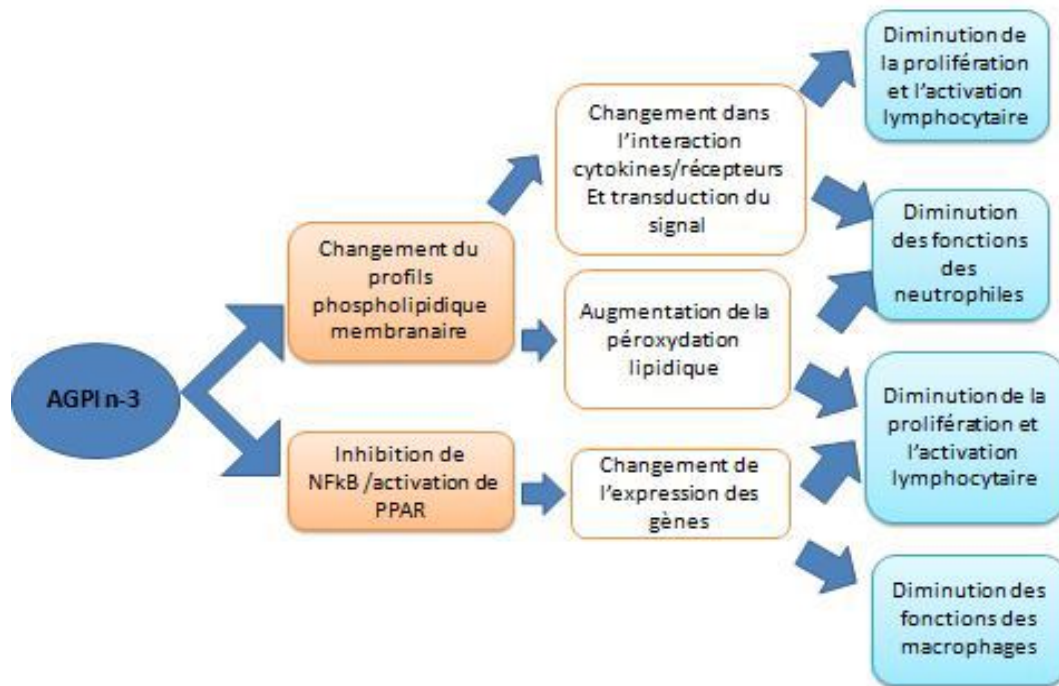 AGPI n-3
Changement du
profils
phospholipidique
membranaire
Inhibition de
NFkB /activation de
PPAR
Changement dans
l’interaction
cytokines/récepteurs
Et transduction du
signal
Augmentation de la
péroxydation
lipidique
Changement de
l’expression des
gènes
Diminution de
la prolifération
et l’activation
lymphocytaire
Diminution
des fonctions
des
neutrophiles
Diminution de la
prolifération et
l’activation
lymphocytaire
Diminution des
fonctions des
macrophages